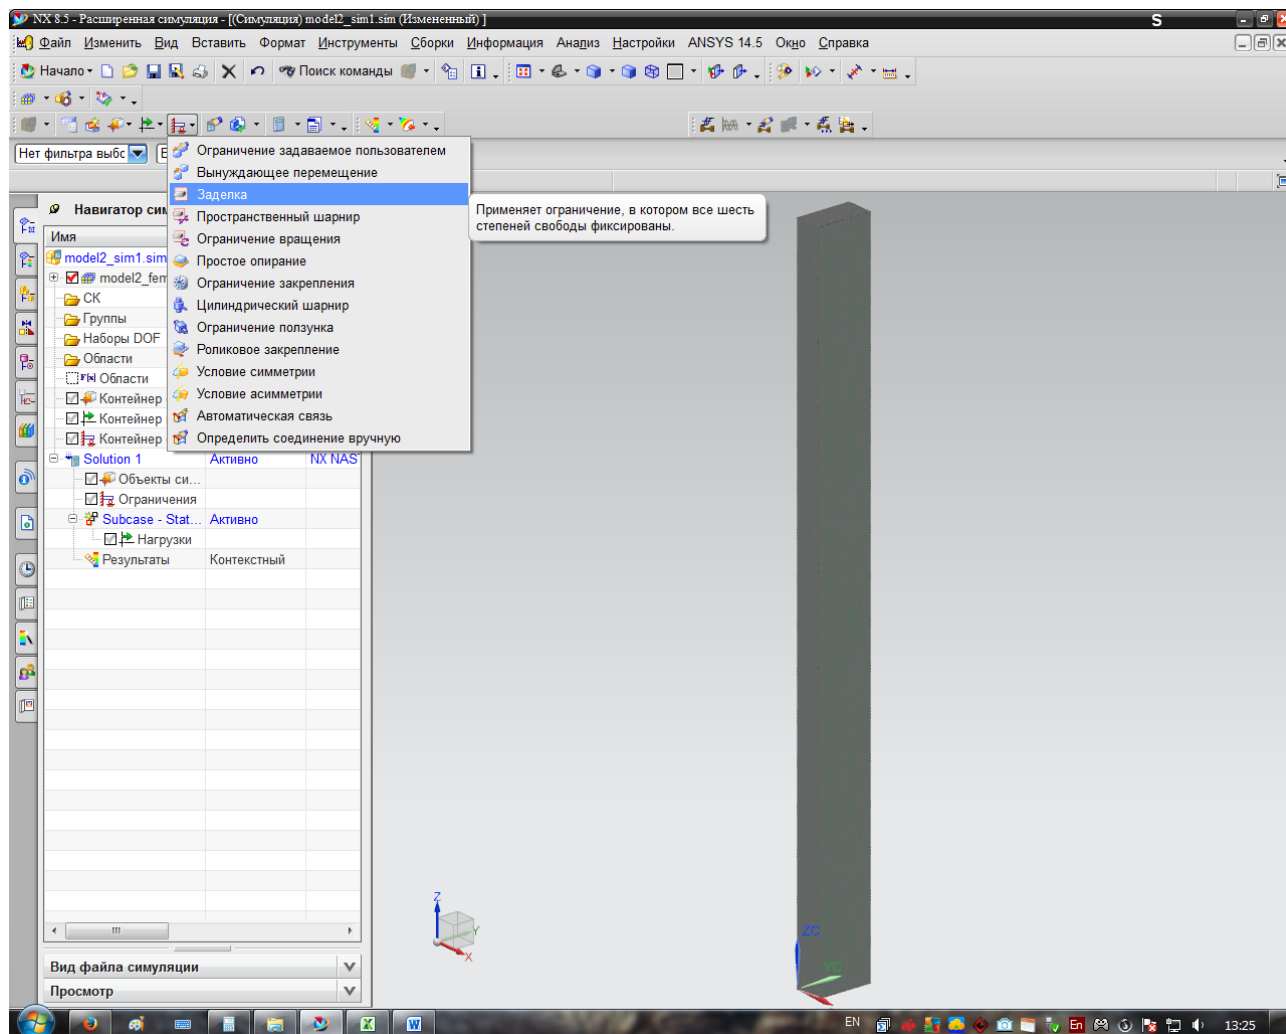 NX 8.5 - Расширенная симуляция - [(Симуляция) model2_sim1.sim (Измененный) ]
S
Файл Изменить Вид Вставить Формат Инструменты Сборки Информация Анализ Настройки ANSYS 14.5 Окно Справка
Начало Поиск команды
Нет фильтра выбс
Ограничение задаваемое пользователем
Вынуждающее перемещение
Заделка
Пространственный шарнир
Ограничение вращения
Простое опирание
Ограничение закрепления
Цилиндрический шарнир
Ограничение ползунка
Роликовое закрепление
Условие симметрии
Условие асимметрии
Автоматическая связь
Определить соединение вручную
Применяет ограничение, в котором все шесть
степеней свободы фиксированы.
Навигатор сим
Имя
model2_sim1.sim
model2_fem
СК
Группы
Наборы DOF
Области
Области
Контейнер
Контейнер
Контейнер
Solution 1 Активно NX NAS
Объекты си...
Ограничения
Subcase - Stat... Активно
Нагрузки
Результаты Контекстный
Z
Y
X
ZC
YC
Вид файла симуляции
Просмотр
EN
En
13:25